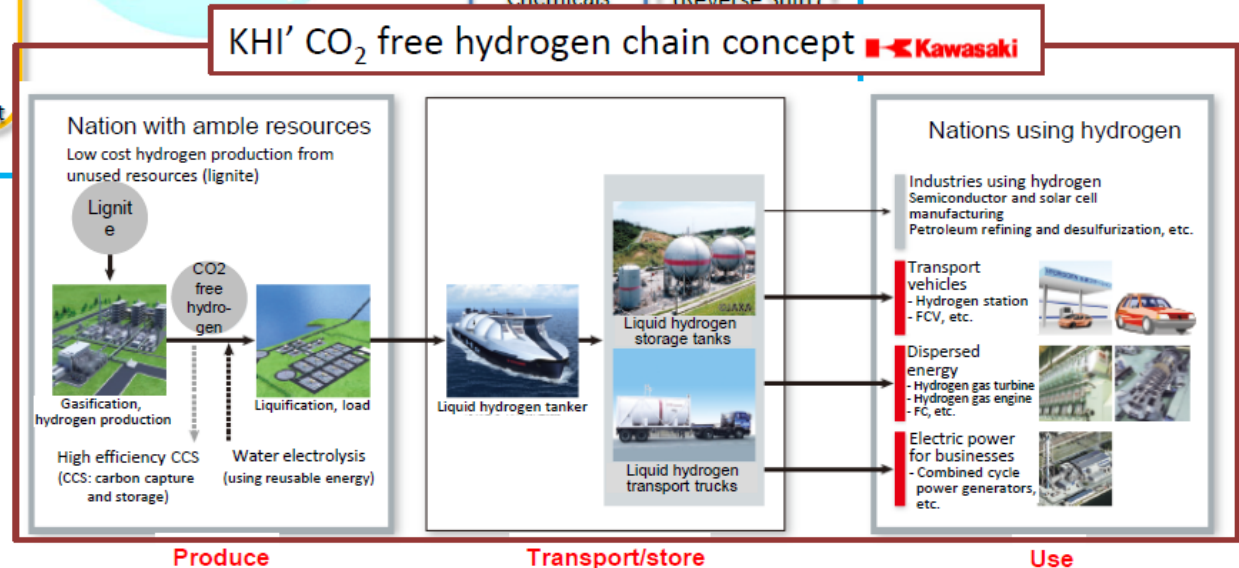 Chemicals
(Reverse Shift)
KHI' CO2 free hydrogen chain concept Kawasaki
t
Nation with ample resources
Low cost hydrogen production from
unused resources (lignite)
Lignit
e
CO2
free
hydro-
gen
Gasification,
hydrogen production
Liquification, load
High efficiency CCS
(CCS: carbon capture
and storage)
Water electrolysis
(using reusable energy)
Liquid hydrogen tanker
JAXA
Liquid hydrogen
storage tanks
Liquid hydrogen
transport trucks
Nations using hydrogen
Industries using hydrogen
Semiconductor and solar cell
manufacturing
Petroleum refining and desulfurization, etc.
Transport
vehicles
- Hydrogen station
- FCV, etc.
Dispersed
energy
- Hydrogen gas turbine
- Hydrogen gas engine
- FC, etc.
Electric power
for businesses
- Combined cycle
power generators,
etc.
Produce
Transport/store
Use